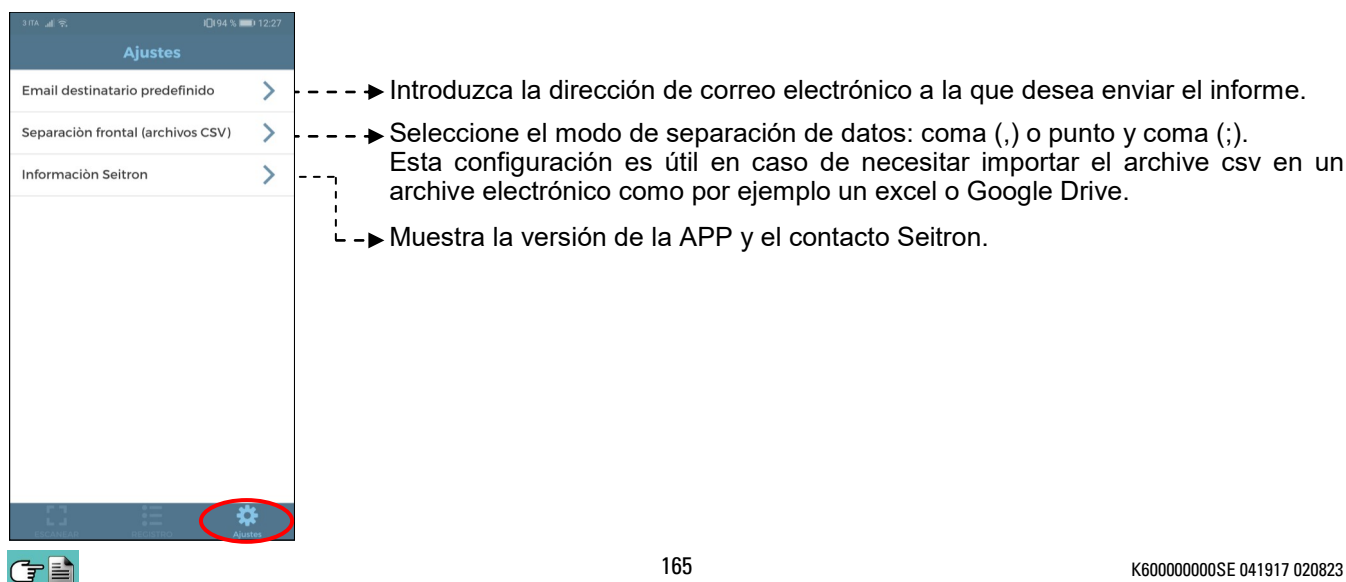 3 ITA 94 % 12:27
Ajustes
Email destinatario predefinido
Introduzca la dirección de correo electrónico a la que desea enviar el informe.
Separaciòn frontal (archivos CSV)
Seleccione el modo de separación de datos: coma (,) o punto y coma (;).
Esta configuración es útil en caso de necesitar importar el archive csv en un
archive electrónico como por ejemplo un excel o Google Drive.
Informaciòn Seitron
Muestra la versión de la APP y el contacto Seitron.
ESCANEAR REGISTRO Ajustes
165
K600000000SE 041917 020823